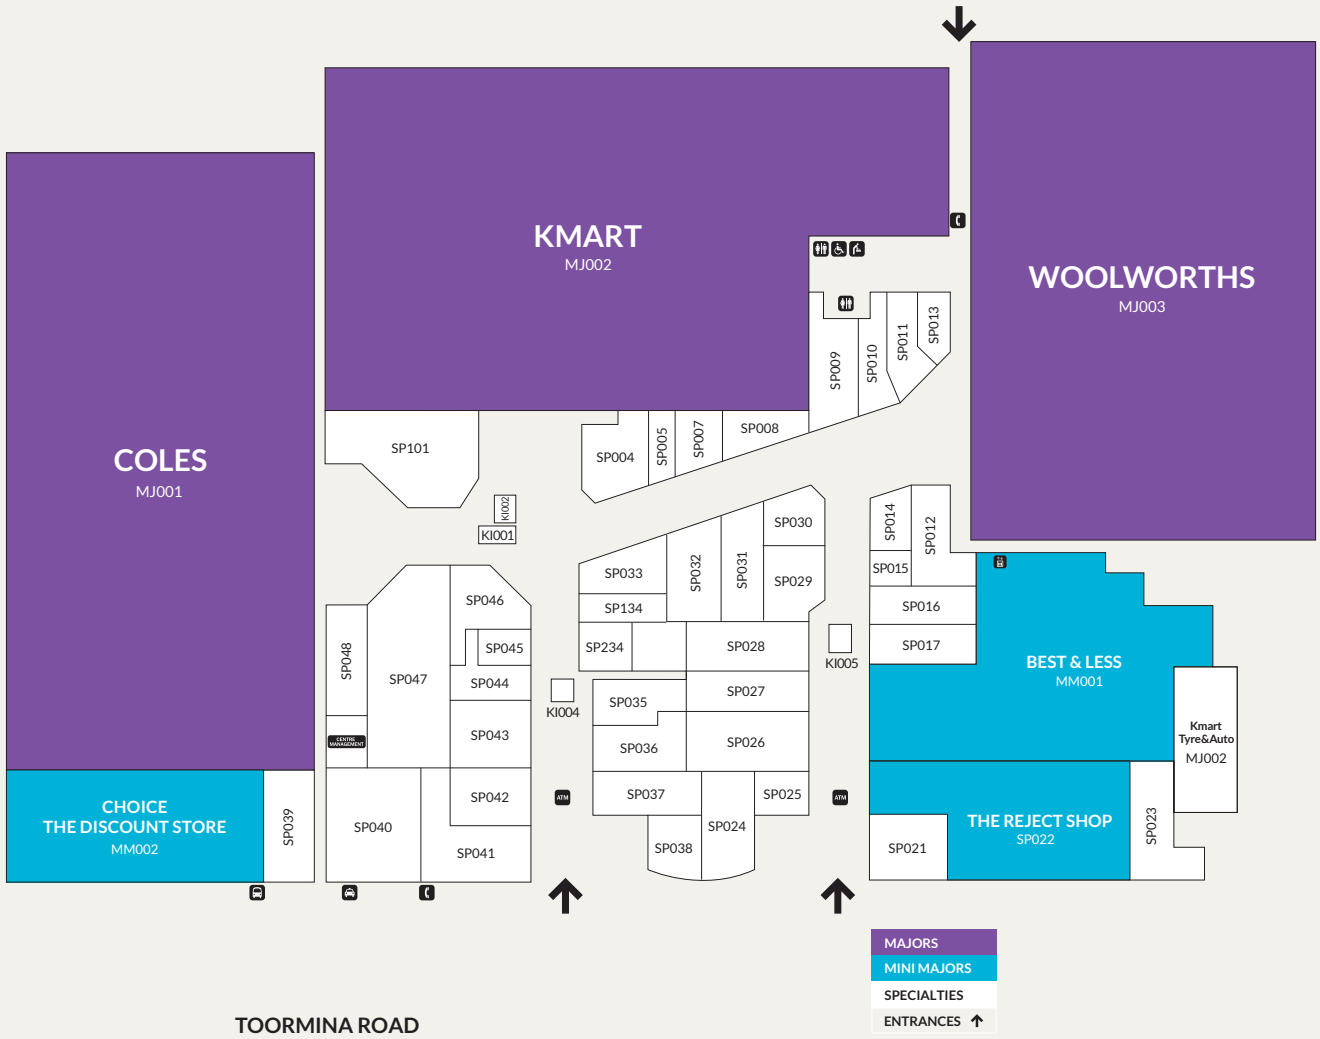 KMART
MJ002
WOOLWORTHS
MJ003
COLES
MJ001
SP009
SP010
SP011
SP013
SP101
SP004
SP005
SP007
SP008
KI002
KI001
SP014
SP012
SP015
SP016
SP017
SP030
SP031
SP032
SP033
SP029
SP134
SP234
SP028
SP027
SP026
SP035
SP036
SP037
SP025
SP024
SP038
KI005
KI004
SP046
SP045
SP044
SP043
SP042
SP041
SP040
SP047
SP048
CENTRE
MANAGEMENT
ATM
ATM
BEST & LESS
MM001
Kmart
Tyre&Auto
MJ002
CHOICE
THE DISCOUNT STORE
MM002
SP039
THE REJECT SHOP
SP022
SP021
SP023
MAJORS
MINI MAJORS
SPECIALTIES
ENTRANCES
TOORMINA ROAD